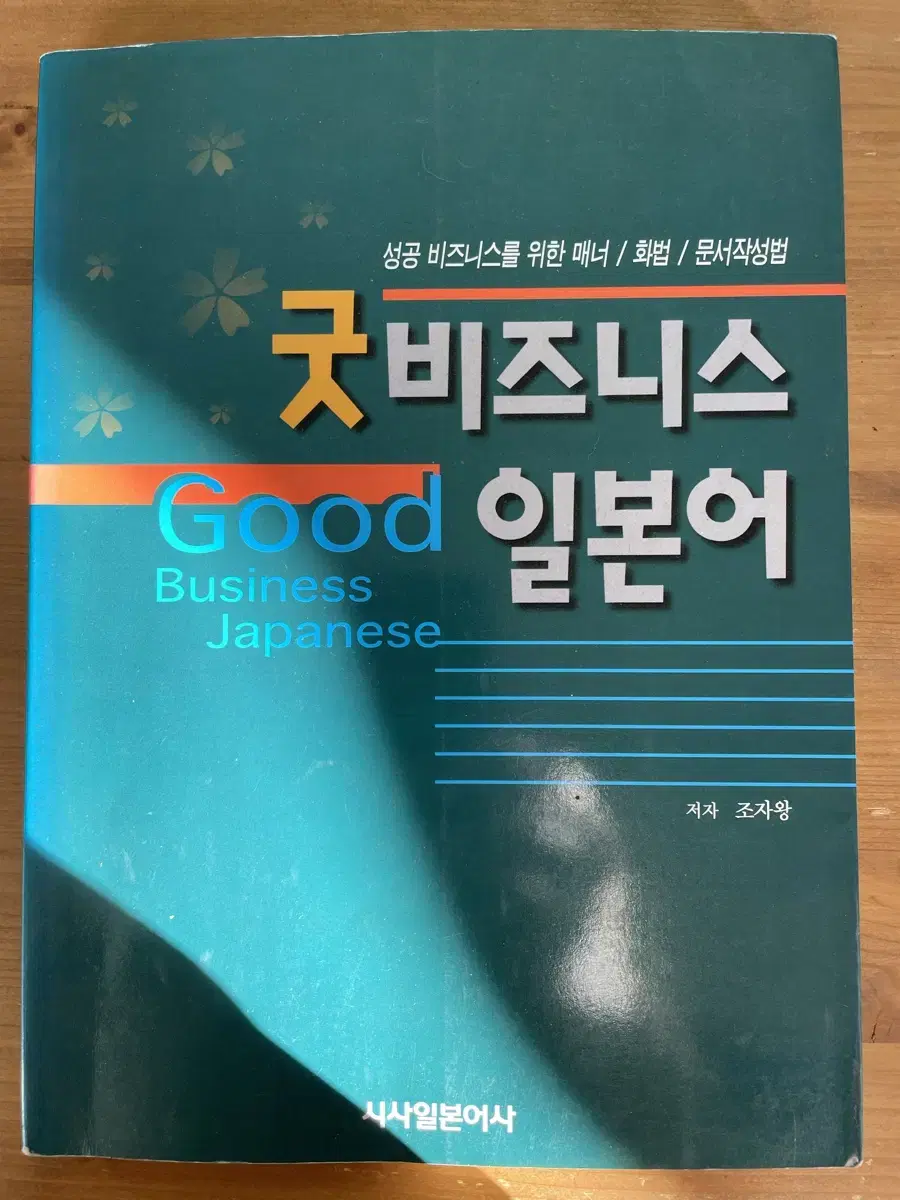 성공 비즈니스를 위한 매너 / 화법 / 문서작성법
굿비즈니스
일본어
Good
Business
Japanese
저자 조자왕
시사일본어사